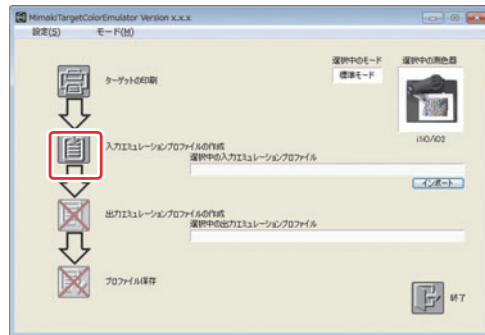 MimakiTargetColorEmulator Version x.x.x
設定(S) モード(M)
選択中のモード 選択中の測色器
標準モード
ターゲットの印刷
i1iO/iO2
入力エミュレーションプロファイルの作成
選択中の入力エミュレーションプロファイル
インポート
出力エミュレーションプロファイルの作成
選択中の出力エミュレーションプロファイル
プロファイル保存
終了